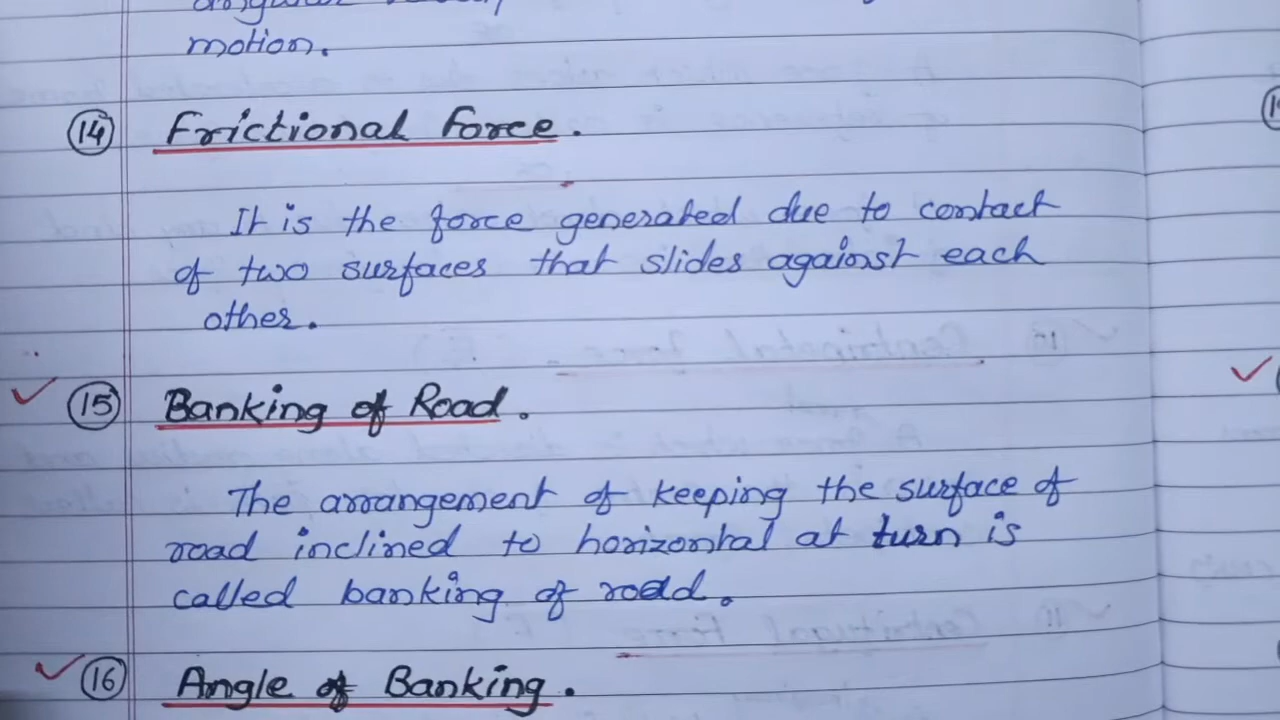 motion.
14 Frictional Force.
It is the force generated due to contact
of two surfaces that slides against each
other.
15 Banking of Road.
The arrangement of keeping the surface of
road inclined to horizontal at turn is
called banking of road.
16 Angle of Banking.